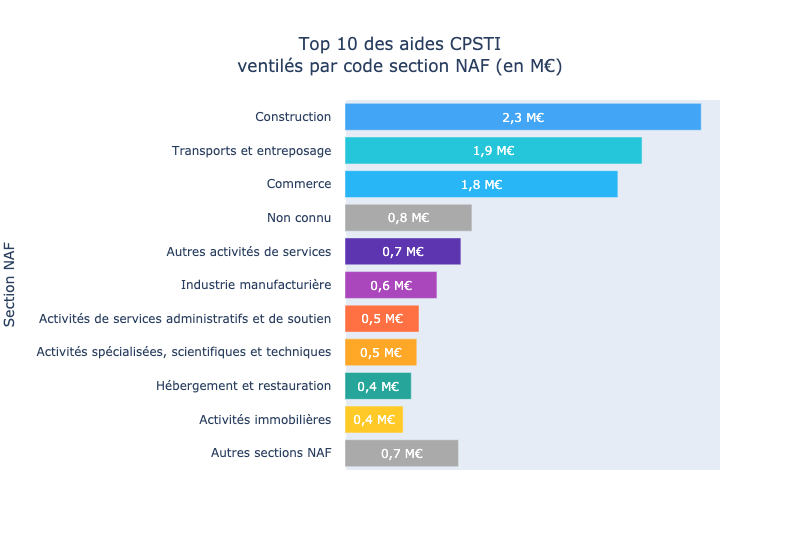 Top 10 des aides CPSTI
ventilés par code section NAF (en M€)
Section NAF
Construction
2,3 M€
Transports et entreposage
1,9 M€
Commerce
1,8 M€
Non connu
0,8 M€
Autres activités de services
0,7 M€
Industrie manufacturière
0,6 M€
Activités de services administratifs et de soutien
0,5 M€
Activités spécialisées, scientifiques et techniques
0,5 M€
Hébergement et restauration
0,4 M€
Activités immobilières
0,4 M€
Autres sections NAF
0,7 M€